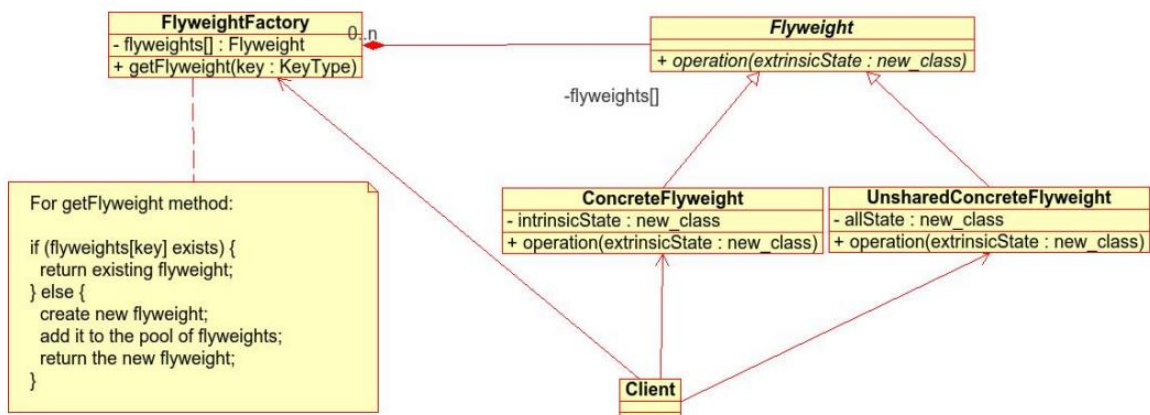 FlyweightFactory
- flyweights[] : Flyweight
+ getFlyweight(key : KeyType)
0..n
Flyweight
+ operation(extrinsicState : new_class)
-flyweights[]
For getFlyweight method:
if (flyweights[key] exists) {
return existing flyweight;
} else {
create new flyweight;
add it to the pool of flyweights;
return the new flyweight;
}
ConcreteFlyweight
- intrinsicState : new_class
+ operation(extrinsicState : new_class)
UnsharedConcreteFlyweight
- allState : new_class
+ operation(extrinsicState : new_class)
Client